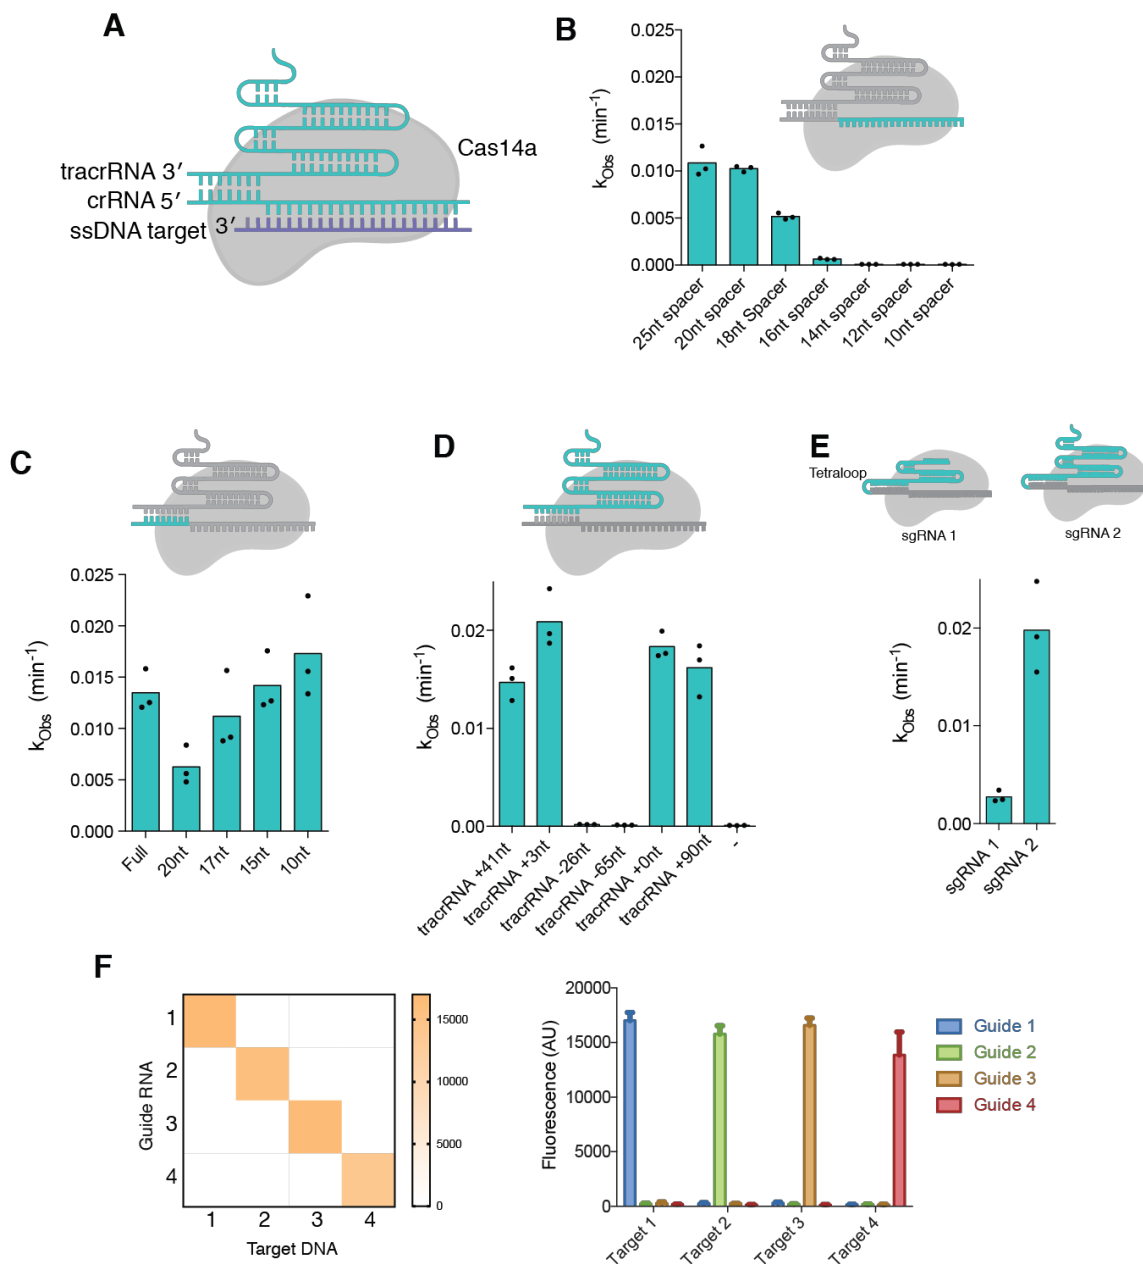 A
Cas14a
tracrRNA 3′
crRNA 5′
ssDNA target 3′
B
0.025
0.020
0.015
0.010
0.005
0.000
kObs (min-1)
25nt spacer
20nt spacer
18nt Spacer
16nt spacer
14nt spacer
12nt spacer
10nt spacer
C
0.025
0.020
0.015
0.010
0.005
0.000
kObs (min-1)
Full
20nt
17nt
15nt
10nt
D
0.02
0.01
0.00
kObs (min-1)
tracrRNA +41nt
tracrRNA +3nt
tracrRNA -26nt
tracrRNA -65nt
tracrRNA +0nt
tracrRNA +90nt
-
E
Tetraloop
sgRNA 1
sgRNA 2
0.02
0.01
0.00
kObs (min-1)
sgRNA 1
sgRNA 2
F
Guide RNA
1
2
3
4
1 2 3 4
Target DNA
15000
10000
5000
0
Fluorescence (AU)
20000
15000
10000
5000
0
Target 1
Target 2
Target 3
Target 4
Guide 1
Guide 2
Guide 3
Guide 4